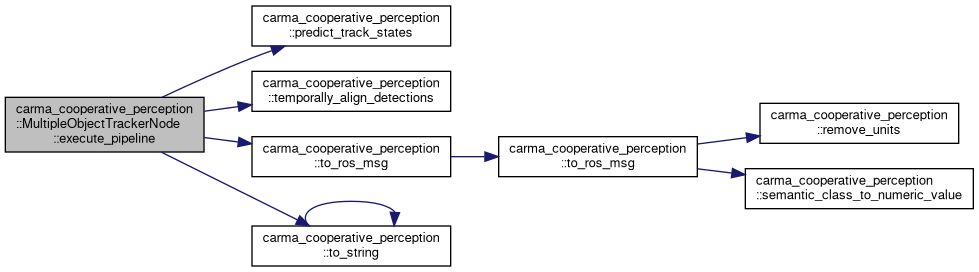 carma_cooperative_perception
::MultipleObjectTrackerNode
::execute_pipeline
carma_cooperative_perception
::predict_track_states
carma_cooperative_perception
::temporally_align_detections
carma_cooperative_perception
::to_ros_msg
carma_cooperative_perception
::to_string
carma_cooperative_perception
::to_ros_msg
carma_cooperative_perception
::remove_units
carma_cooperative_perception
::semantic_class_to_numeric_value